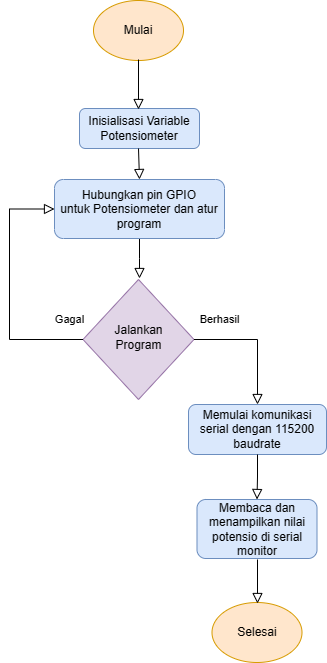 Mulai
Inisialisasi Variable
Potensiometer
Hubungkan pin GPIO
untuk Potensiometer dan atur
program
Gagal
Berhasil
Jalankan
Program
Memulai komunikasi
serial dengan 115200
baudrate
Membaca dan
menampilkan nilai
potensio di serial
monitor
Selesai